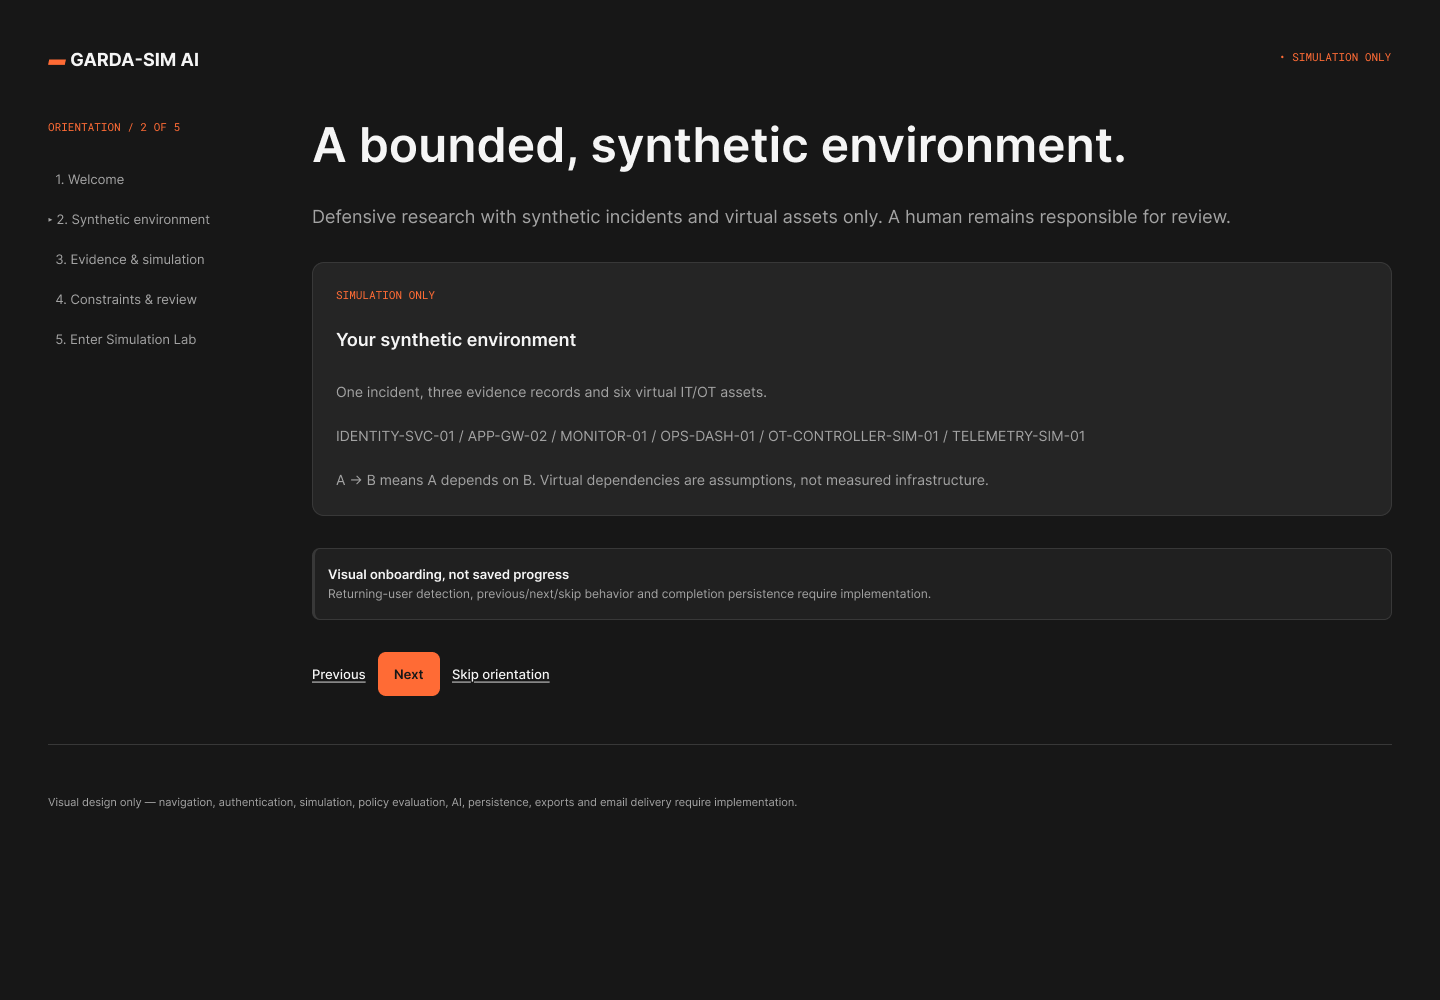 GARDA-SIM AI
• SIMULATION ONLY
ORIENTATION / 2 OF 5
1. Welcome
▸ 2. Synthetic environment
3. Evidence & simulation
4. Constraints & review
5. Enter Simulation Lab
A bounded, synthetic environment.
Defensive research with synthetic incidents and virtual assets only. A human remains responsible for review.
SIMULATION ONLY
Your synthetic environment
One incident, three evidence records and six virtual IT/OT assets.
IDENTITY-SVC-01 / APP-GW-02 / MONITOR-01 / OPS-DASH-01 / OT-CONTROLLER-SIM-01 / TELEMETRY-SIM-01
A → B means A depends on B. Virtual dependencies are assumptions, not measured infrastructure.
Visual onboarding, not saved progress
Returning-user detection, previous/next/skip behavior and completion persistence require implementation.
Previous Next Skip orientation
Visual design only — navigation, authentication, simulation, policy evaluation, AI, persistence, exports and email delivery require implementation.